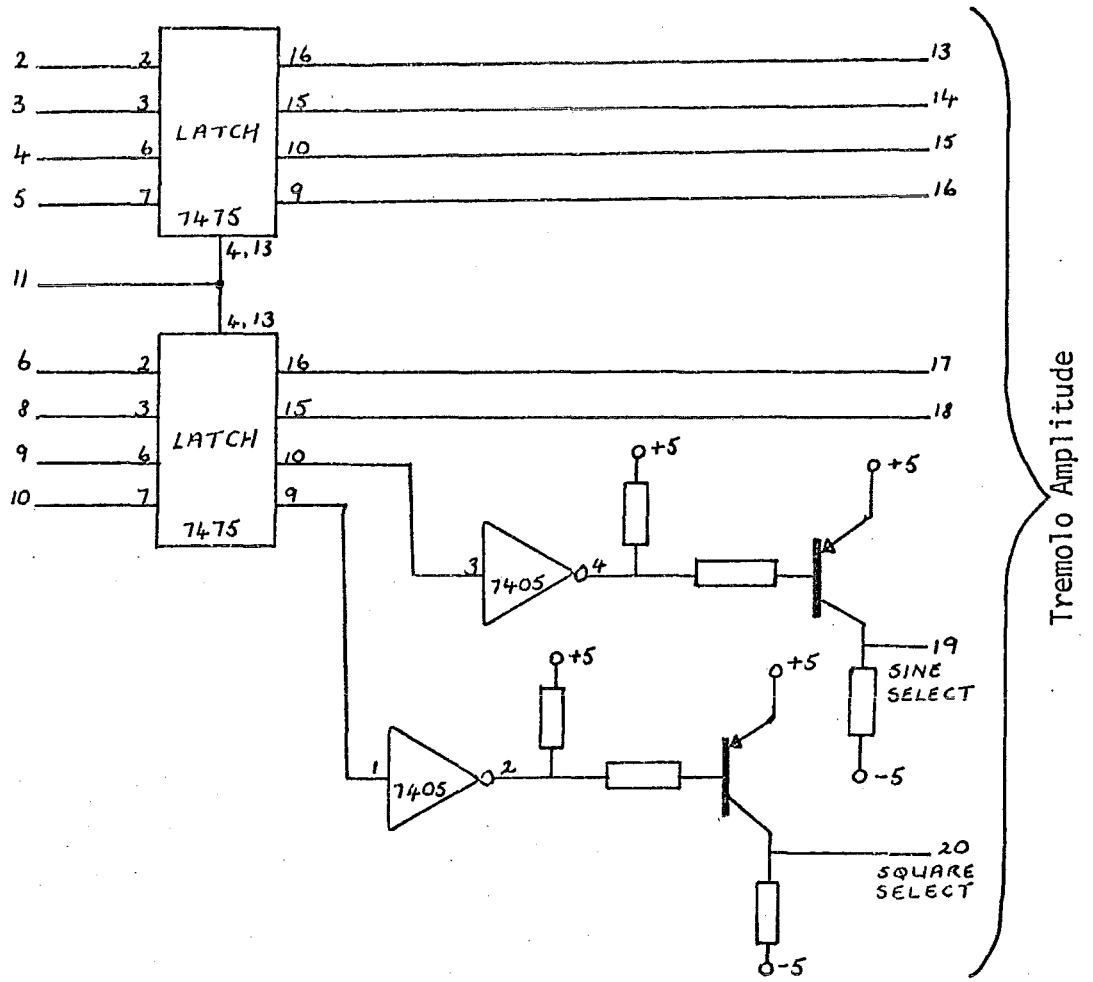 2 2 16 13
3 3 15 14
LATCH
4 6 10 15
5 7 9 16
7475
4,13
11
4,13
6 2 16 17
8 3 15 18
LATCH
9 6 10
+5
+5
10 7 9
7475
3 7405 4
19
SINE
SELECT
+5
+5
-5
1 7405 2
20
SQUARE
SELECT
-5
Tremolo Amplitude